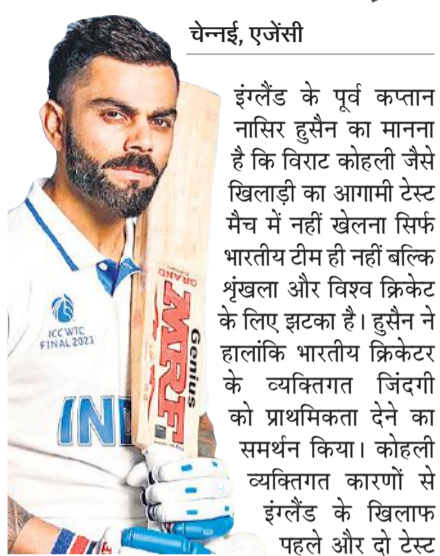 चेन्नई, एजेंसी
इंग्लैंड के पूर्व कप्तान
नासिर हुसैन का मानना
है कि विराट कोहली जैसे
खिलाड़ी का आगामी टेस्ट
मैच में नहीं खेलना सिर्फ
भारतीय टीम ही नहीं बल्कि
शृंखला और विश्व क्रिकेट
के लिए झटका है। हुसैन ने
हालांकि भारतीय क्रिकेटर
के व्यक्तिगत जिंदगी
को प्राथमिकता देने का
समर्थन किया। कोहली
व्यक्तिगत कारणों से
इंग्लैंड के खिलाफ
पहले और दो टेस्ट
ICC WTC
FINAL 2023
IND
GRAND
MRF
Genius